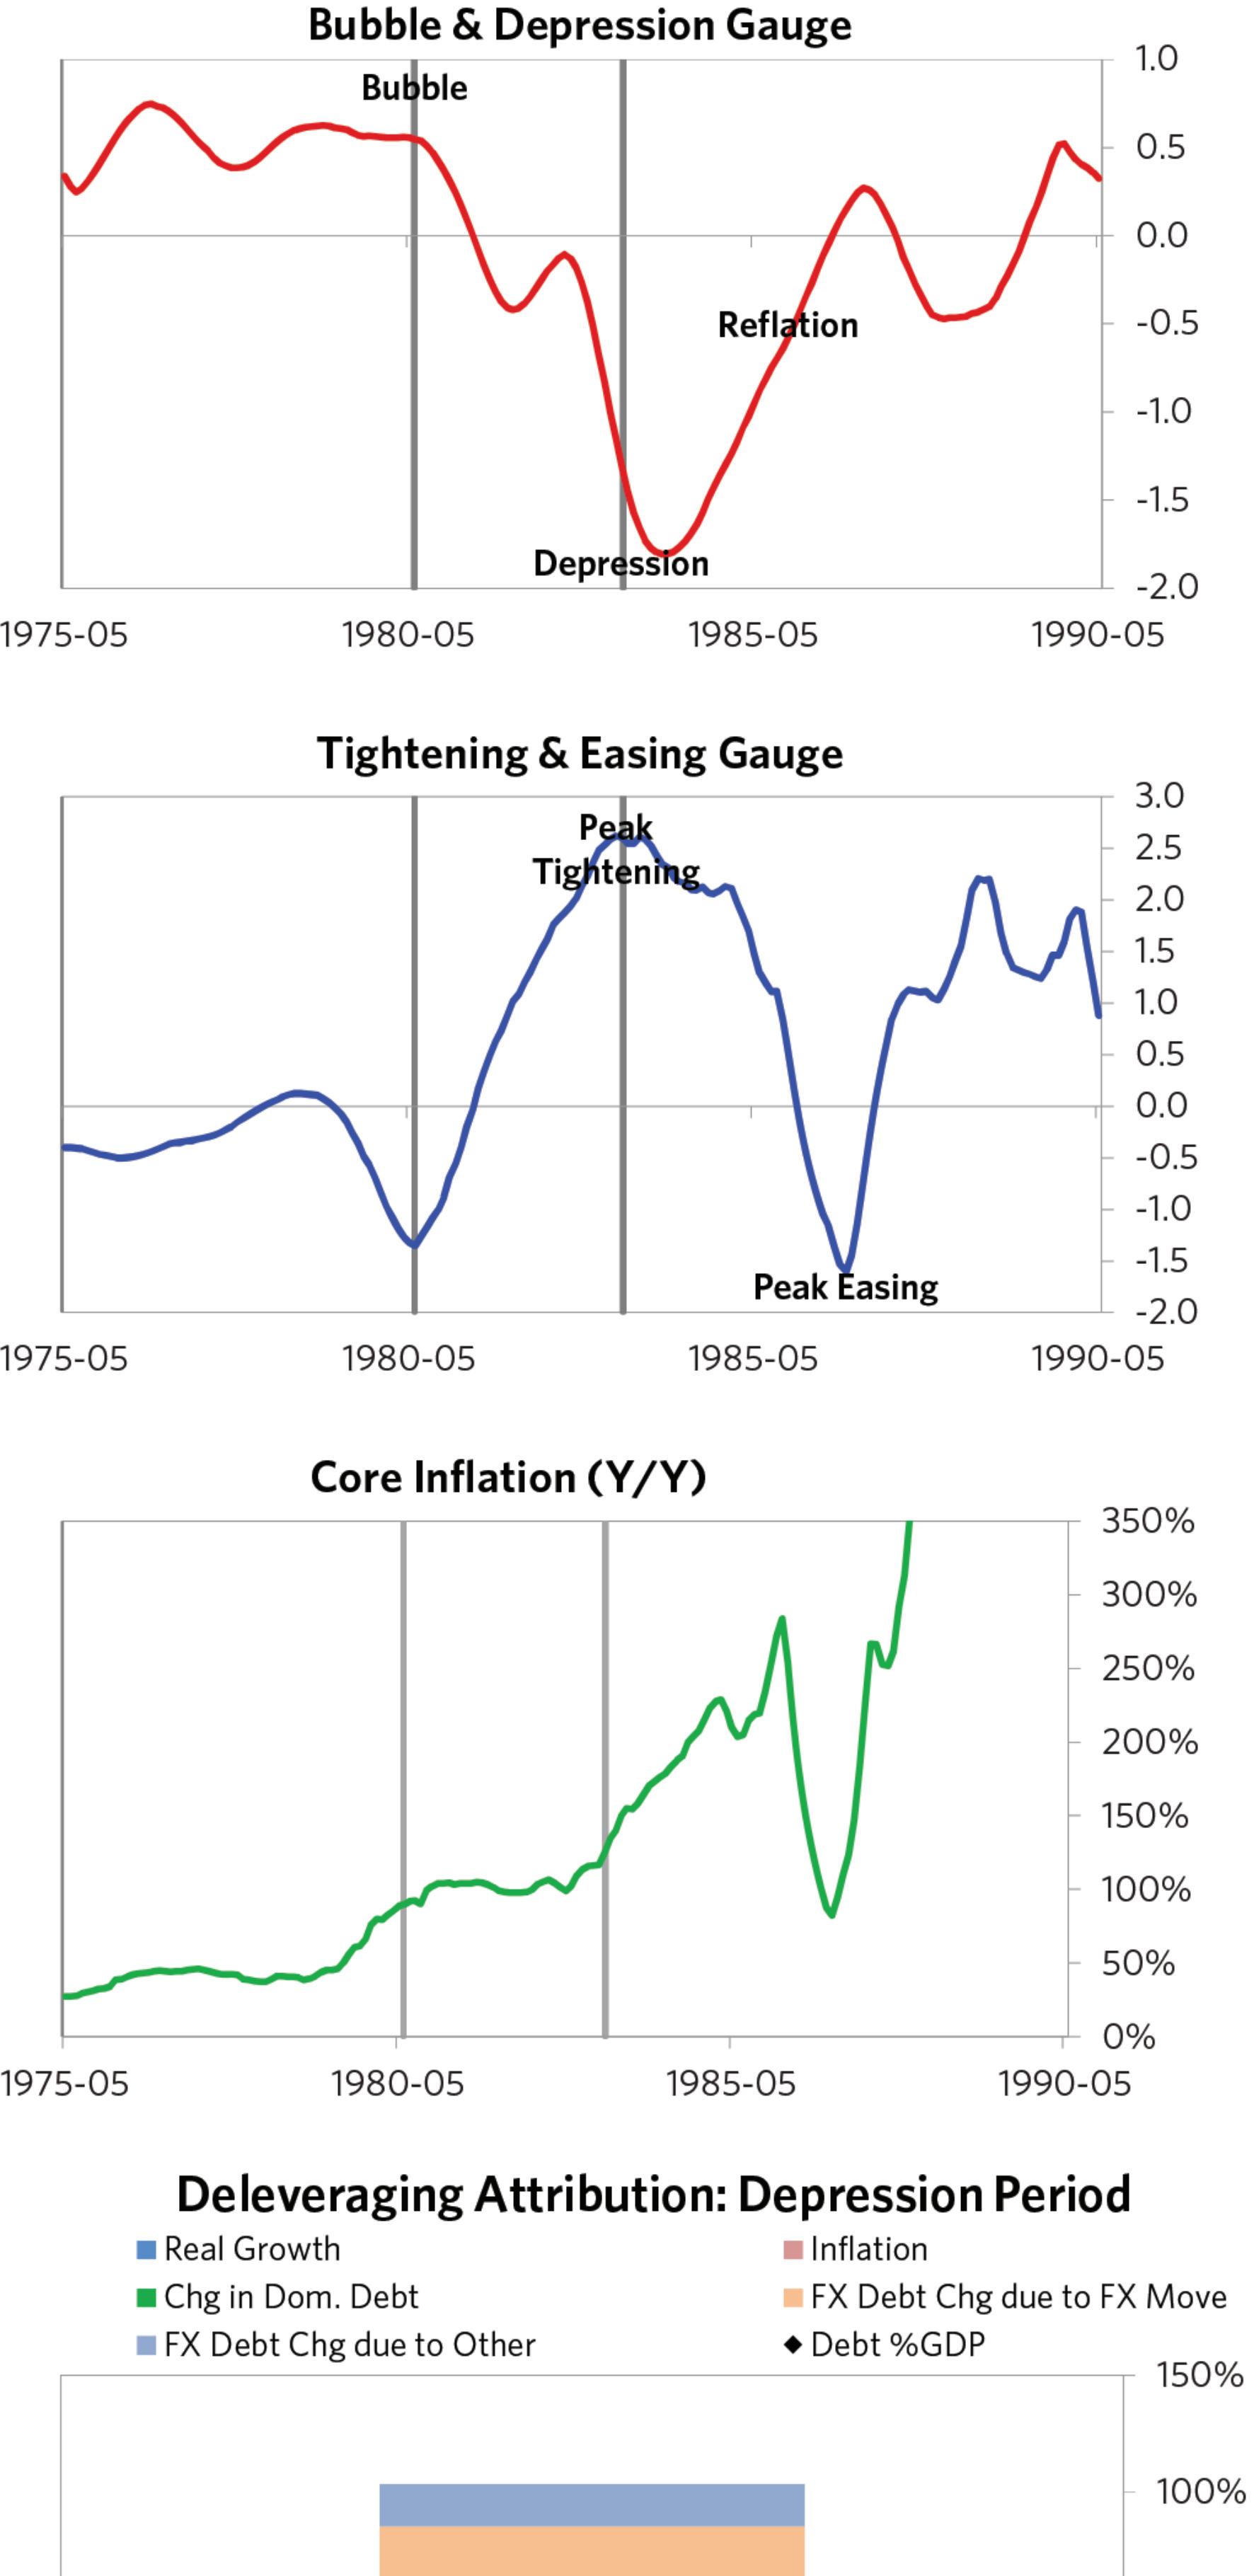 Bubble & Depression Gauge
1.0
Bubble
0.5
0.0
-0.5
Reflation
-1.0
-1.5
Depression
-2.0
1975-05 1980-05 1985-05 1990-05
Tightening & Easing Gauge
3.0
Peak
2.5
Tightening
2.0
1.5
1.0
0.5
0.0
-0.5
-1.0
-1.5
Peak Easing
-2.0
1975-05 1980-05 1985-05 1990-05
Core Inflation (Y/Y)
350%
300%
250%
200%
150%
100%
50%
0%
1975-05 1980-05 1985-05 1990-05
Deleveraging Attribution: Depression Period
Real Growth Inflation
Chg in Dom. Debt FX Debt Chg due to FX Move
FX Debt Chg due to Other Debt %GDP
150%
100%